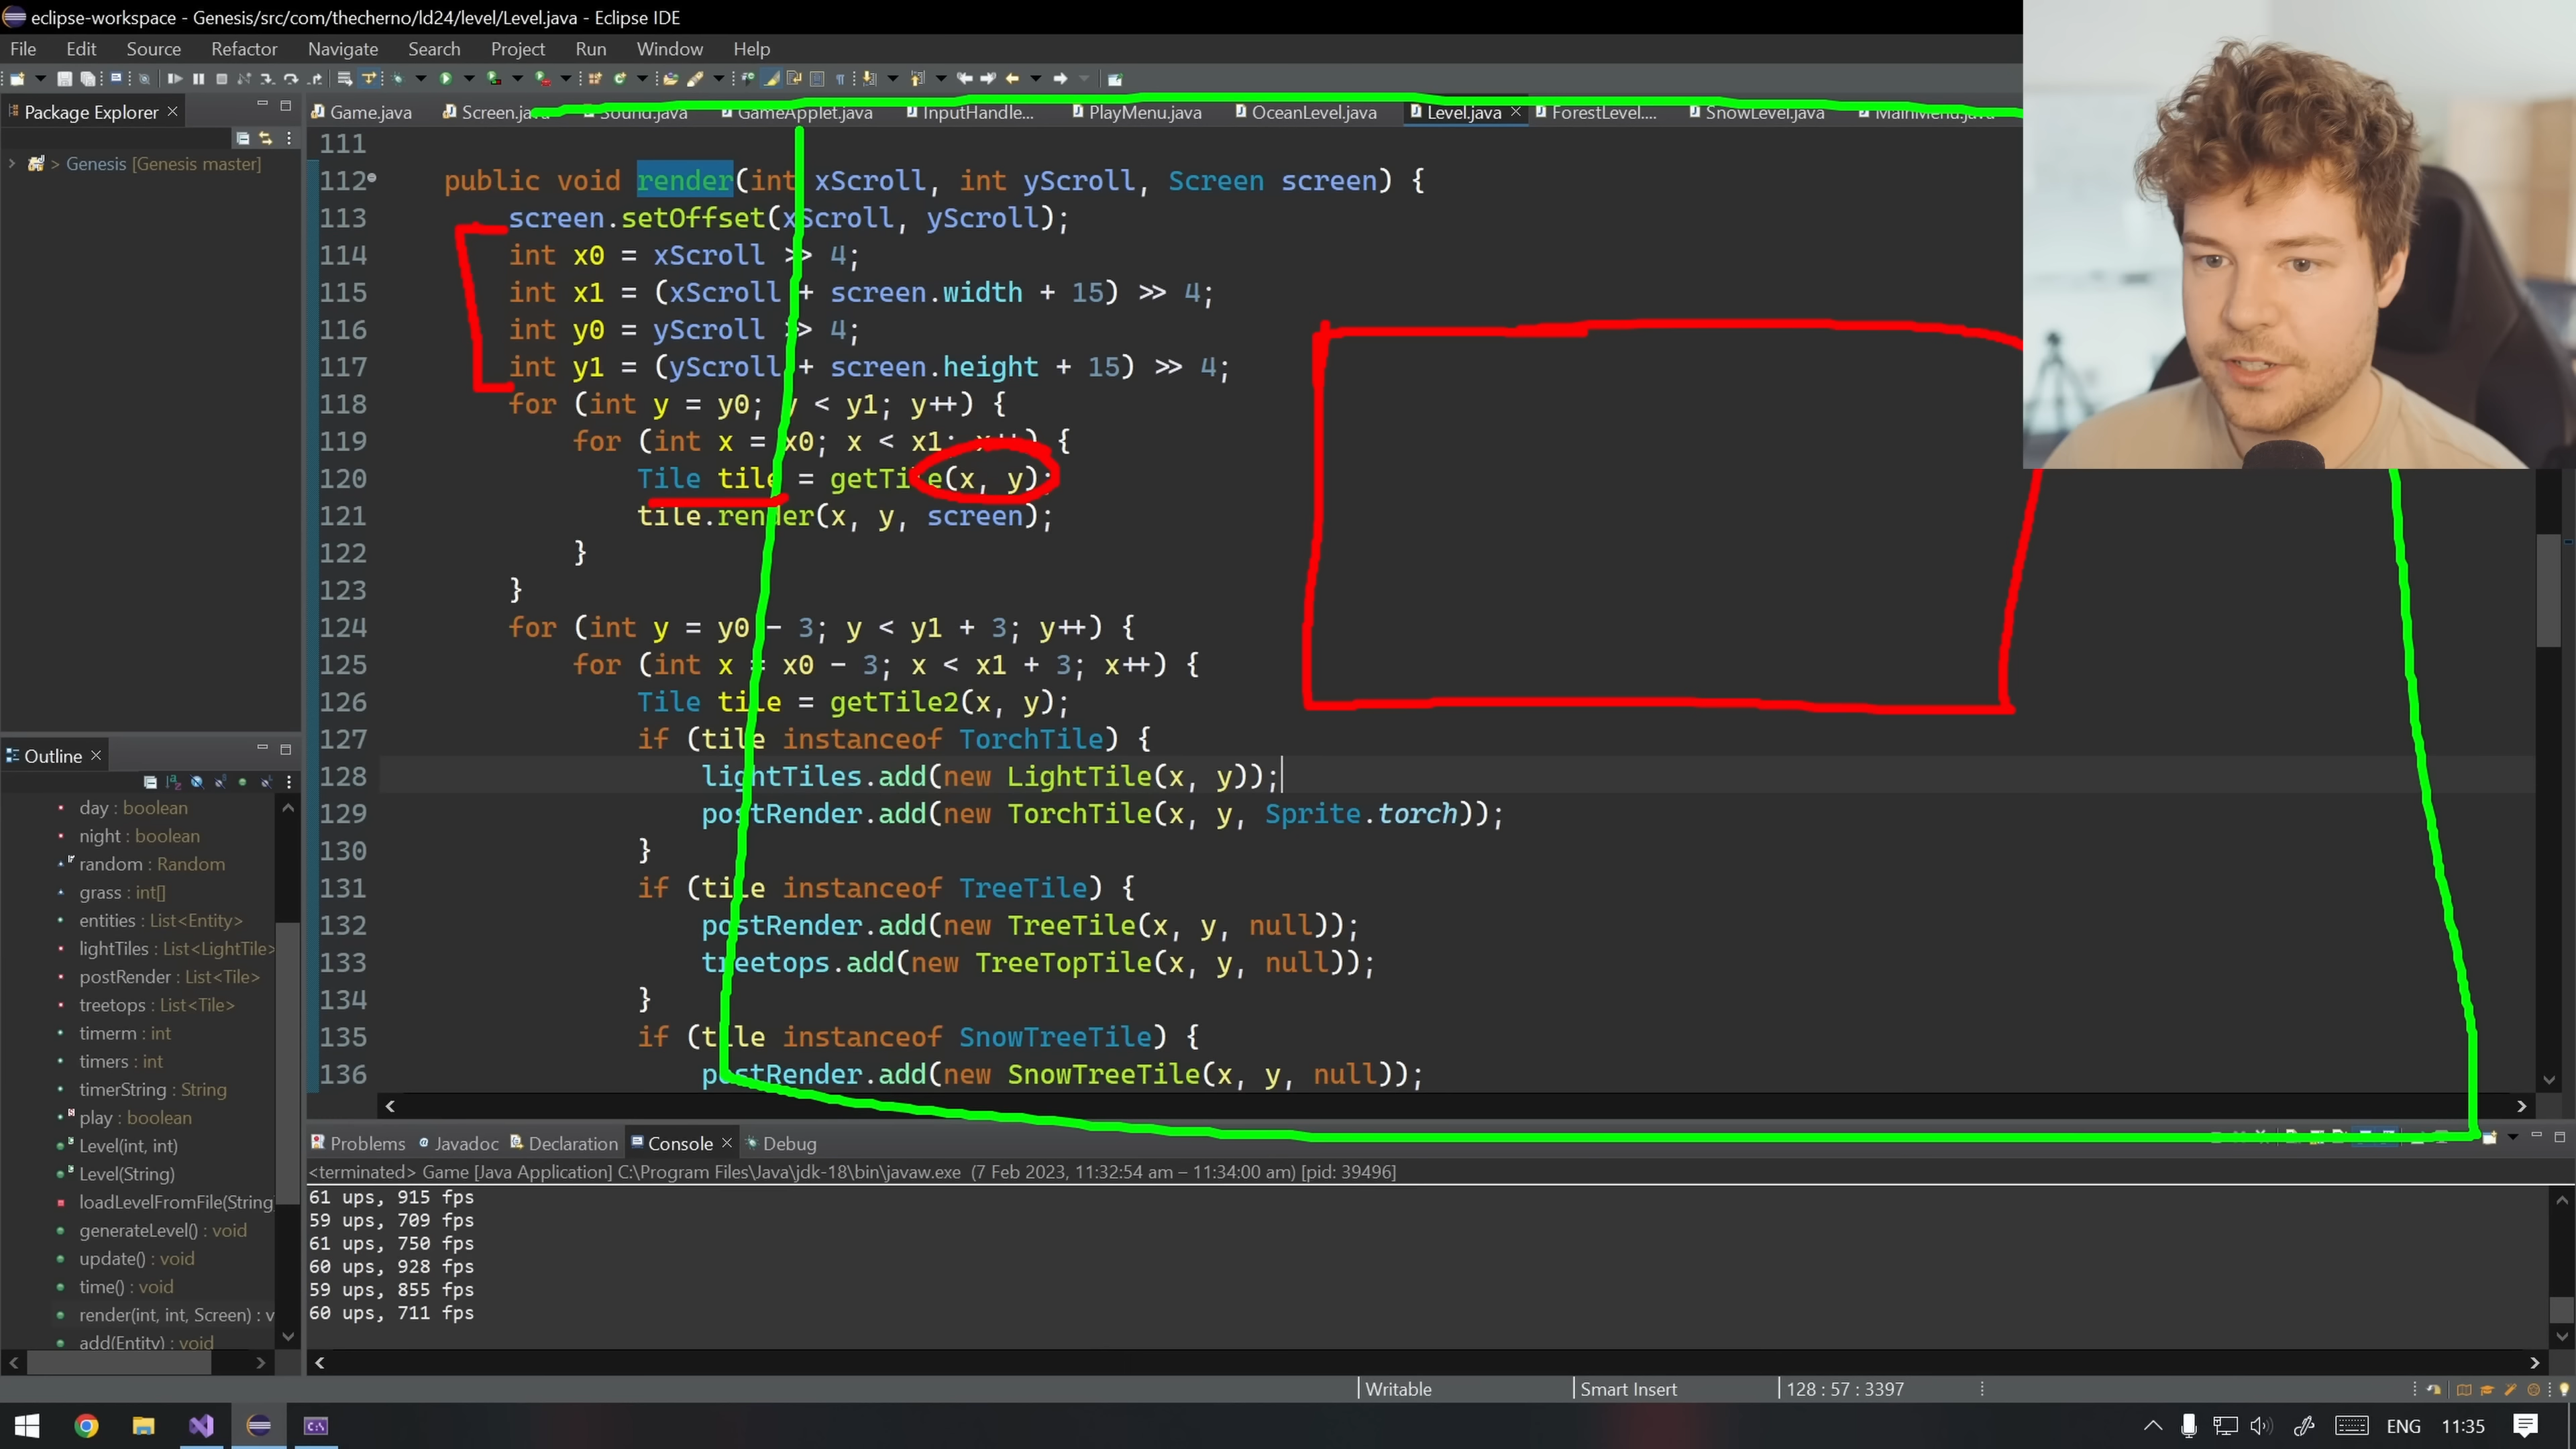 eclipse-workspace - Genesis/src/com/thecherno/ld24/level/Level.java - Eclipse IDE
File Edit Source Refactor Navigate Search Project Run Window Help
Package Explorer
Game.java Screen.java Sound.java GameApplet.java InputHandle... PlayMenu.java OceanLevel.java Level.java ForestLevel.... SnowLevel.java MainMenu.java
> Genesis [Genesis master]
111
112 public void render(int xScroll, int yScroll, Screen screen) {
113 screen.setOffset(xScroll, yScroll);
114 int x0 = xScroll >> 4;
115 int x1 = (xScroll + screen.width + 15) >> 4;
116 int y0 = yScroll >> 4;
117 int y1 = (yScroll + screen.height + 15) >> 4;
118 for (int y = y0; y < y1; y++) {
119 for (int x = x0; x < x1; x++) {
120 Tile tile = getTile(x, y);
121 tile.render(x, y, screen);
122 }
123 }
124 for (int y = y0 - 3; y < y1 + 3; y++) {
125 for (int x = x0 - 3; x < x1 + 3; x++) {
126 Tile tile = getTile2(x, y);
127 if (tile instanceof TorchTile) {
128 lightTiles.add(new LightTile(x, y));
129 postRender.add(new TorchTile(x, y, Sprite.torch));
130 }
131 if (tile instanceof TreeTile) {
132 postRender.add(new TreeTile(x, y, null));
133 treetops.add(new TreeTopTile(x, y, null));
134 }
135 if (tile instanceof SnowTreeTile) {
136 postRender.add(new SnowTreeTile(x, y, null));
Outline
day : boolean
night : boolean
random : Random
grass : int[]
entities : List<Entity>
lightTiles : List<LightTile>
postRender : List<Tile>
treetops : List<Tile>
timerm : int
timers : int
timerString : String
play : boolean
Level(int, int)
Level(String)
loadLevelFromFile(String
generateLevel() : void
update() : void
time() : void
render(int, int, Screen) : v
add(Entity) : void
Problems Javadoc Declaration Console Debug
<terminated> Game [Java Application] C:\Program Files\Java\jdk-18\bin\javaw.exe (7 Feb 2023, 11:32:54 am – 11:34:00 am) [pid: 39496]
61 ups, 915 fps
59 ups, 709 fps
61 ups, 750 fps
60 ups, 928 fps
59 ups, 855 fps
60 ups, 711 fps
Writable Smart Insert 128 : 57 : 3397
ENG 11:35